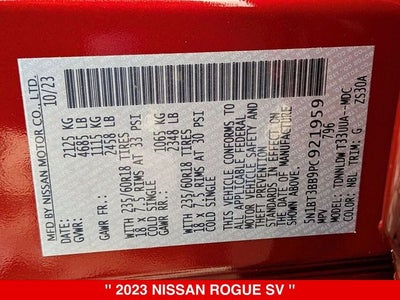 MFD BY NISSAN MOTOR CO., LTD.
10/23
GVWR: 2125 KG
4685 LB
GAWR FR.: 1115 KG
2458 LB
WITH 235/60R18 TIRES
18 x 7.5 RIMS AT 33 PSI
COLD SINGLE
GAWR RR.: 1065 KG
2348 LB
WITH 235/60R18 TIRES
18 x 7.5 RIMS AT 30 PSI
COLD SINGLE
THIS VEHICLE CONFORMS TO
ALL APPLICABLE FEDERAL
MOTOR VEHICLE SAFETY AND
THEFT PREVENTION
STANDARDS IN EFFECT ON
THE DATE OF MANUFACTURE
SHOWN ABOVE.
5N1BT3BB9PC921959
MPV 796
MODEL: TDNNLDW T33UUA--MDC
COLOR: NBL TRIM: G ZS30A
" 2023 NISSAN ROGUE SV "